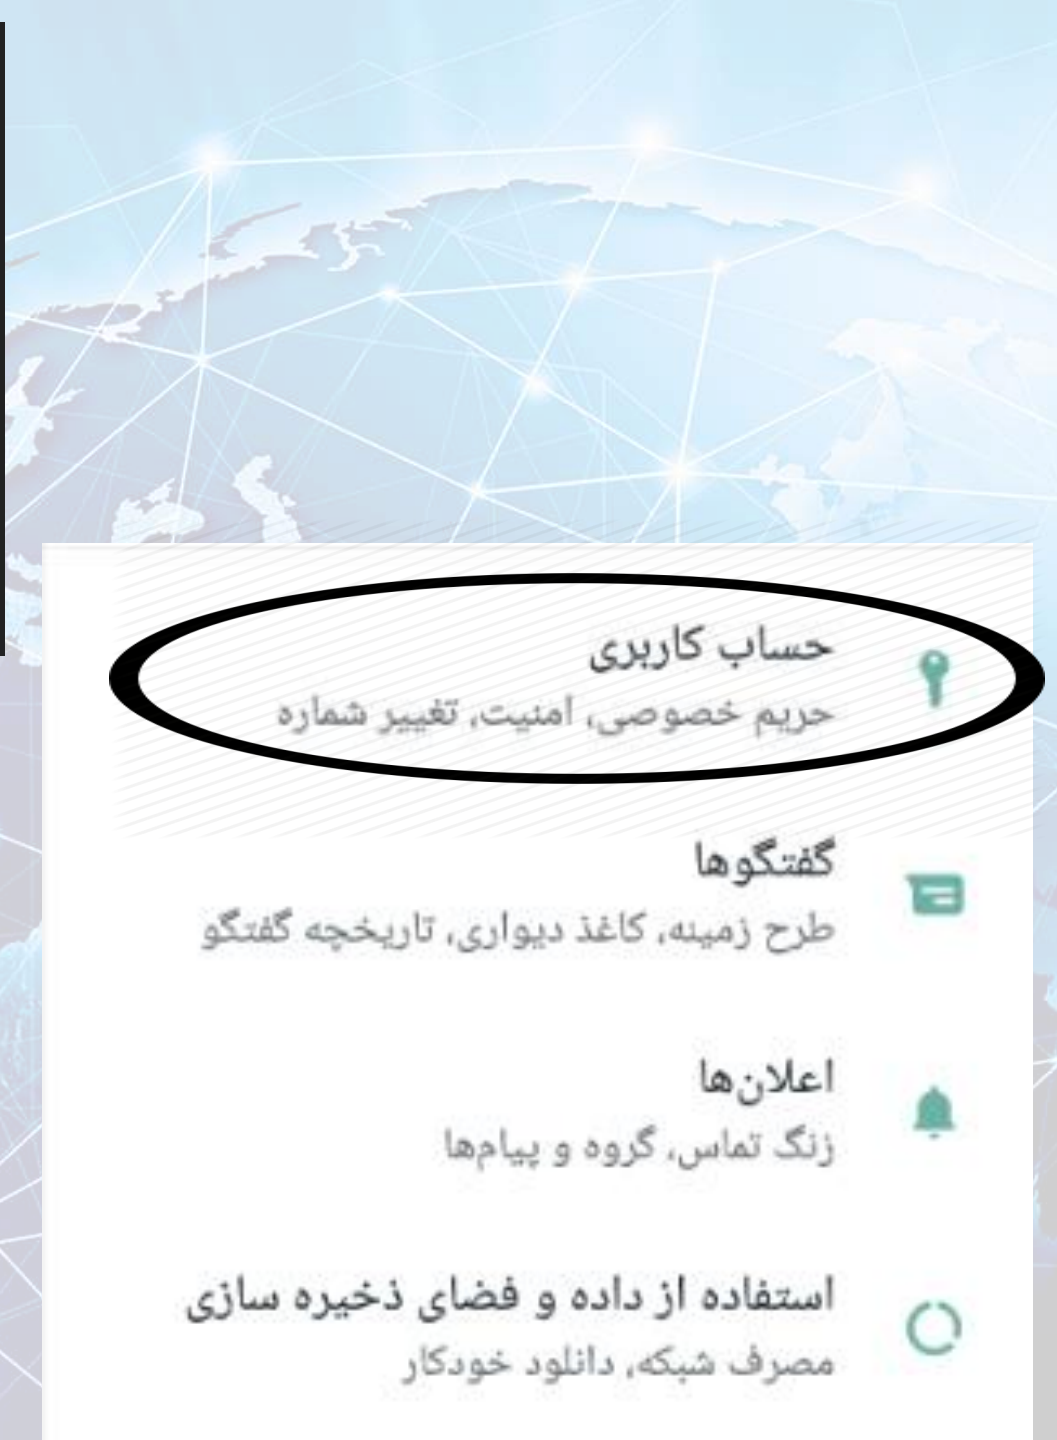 حساب کاربری
حریم خصوصی، امنیت، تغییر شماره
گفتگوها
طرح زمینه، کاغذ دیواری، تاریخچه گفتگو
اعلان‌ها
زنگ تماس، گروه و پیام‌ها
استفاده از داده و فضای ذخیره سازی
مصرف شبکه، دانلود خودکار